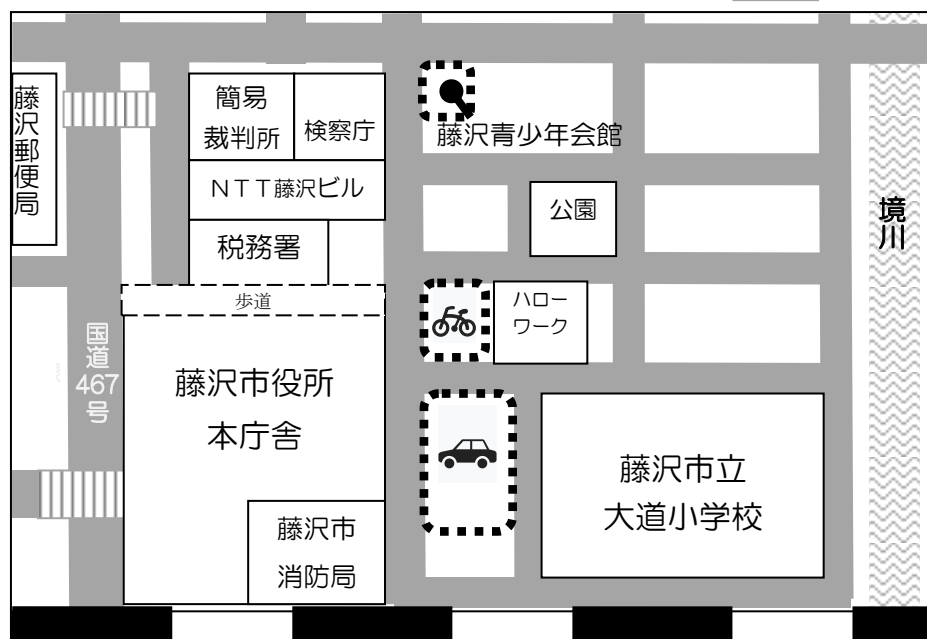 藤沢郵便局
簡易
裁判所
検察庁
藤沢青少年会館
NTT藤沢ビル
公園
境川
税務署
歩道
ハロー
ワーク
国道
467
号
藤沢市役所
本庁舎
藤沢市立
大道小学校
藤沢市
消防局